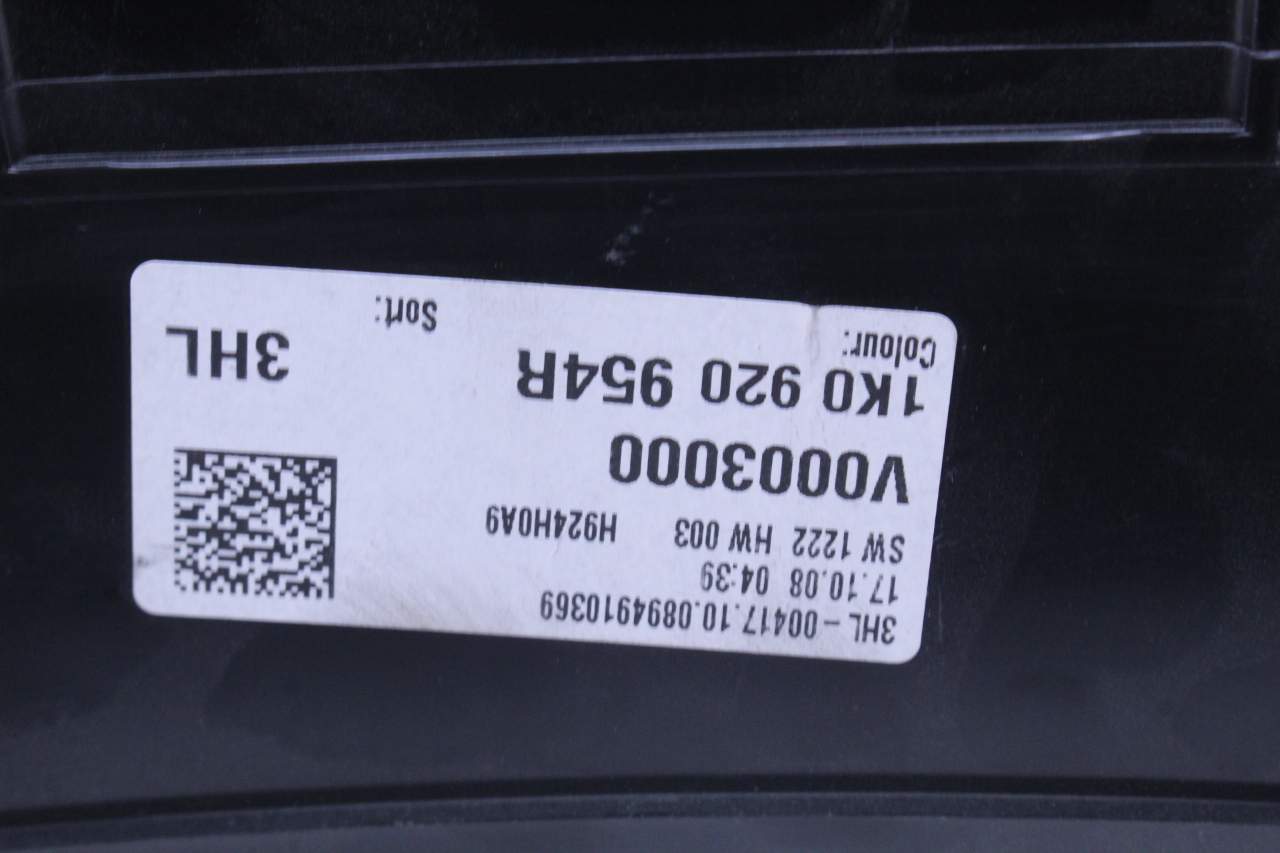 3HL-00417.10.0894910369
17.10.08 04:39
SW 1222 HW 003 H924H0A9
V0003000
1K0 920 954R 3HL
Colour: Sort: